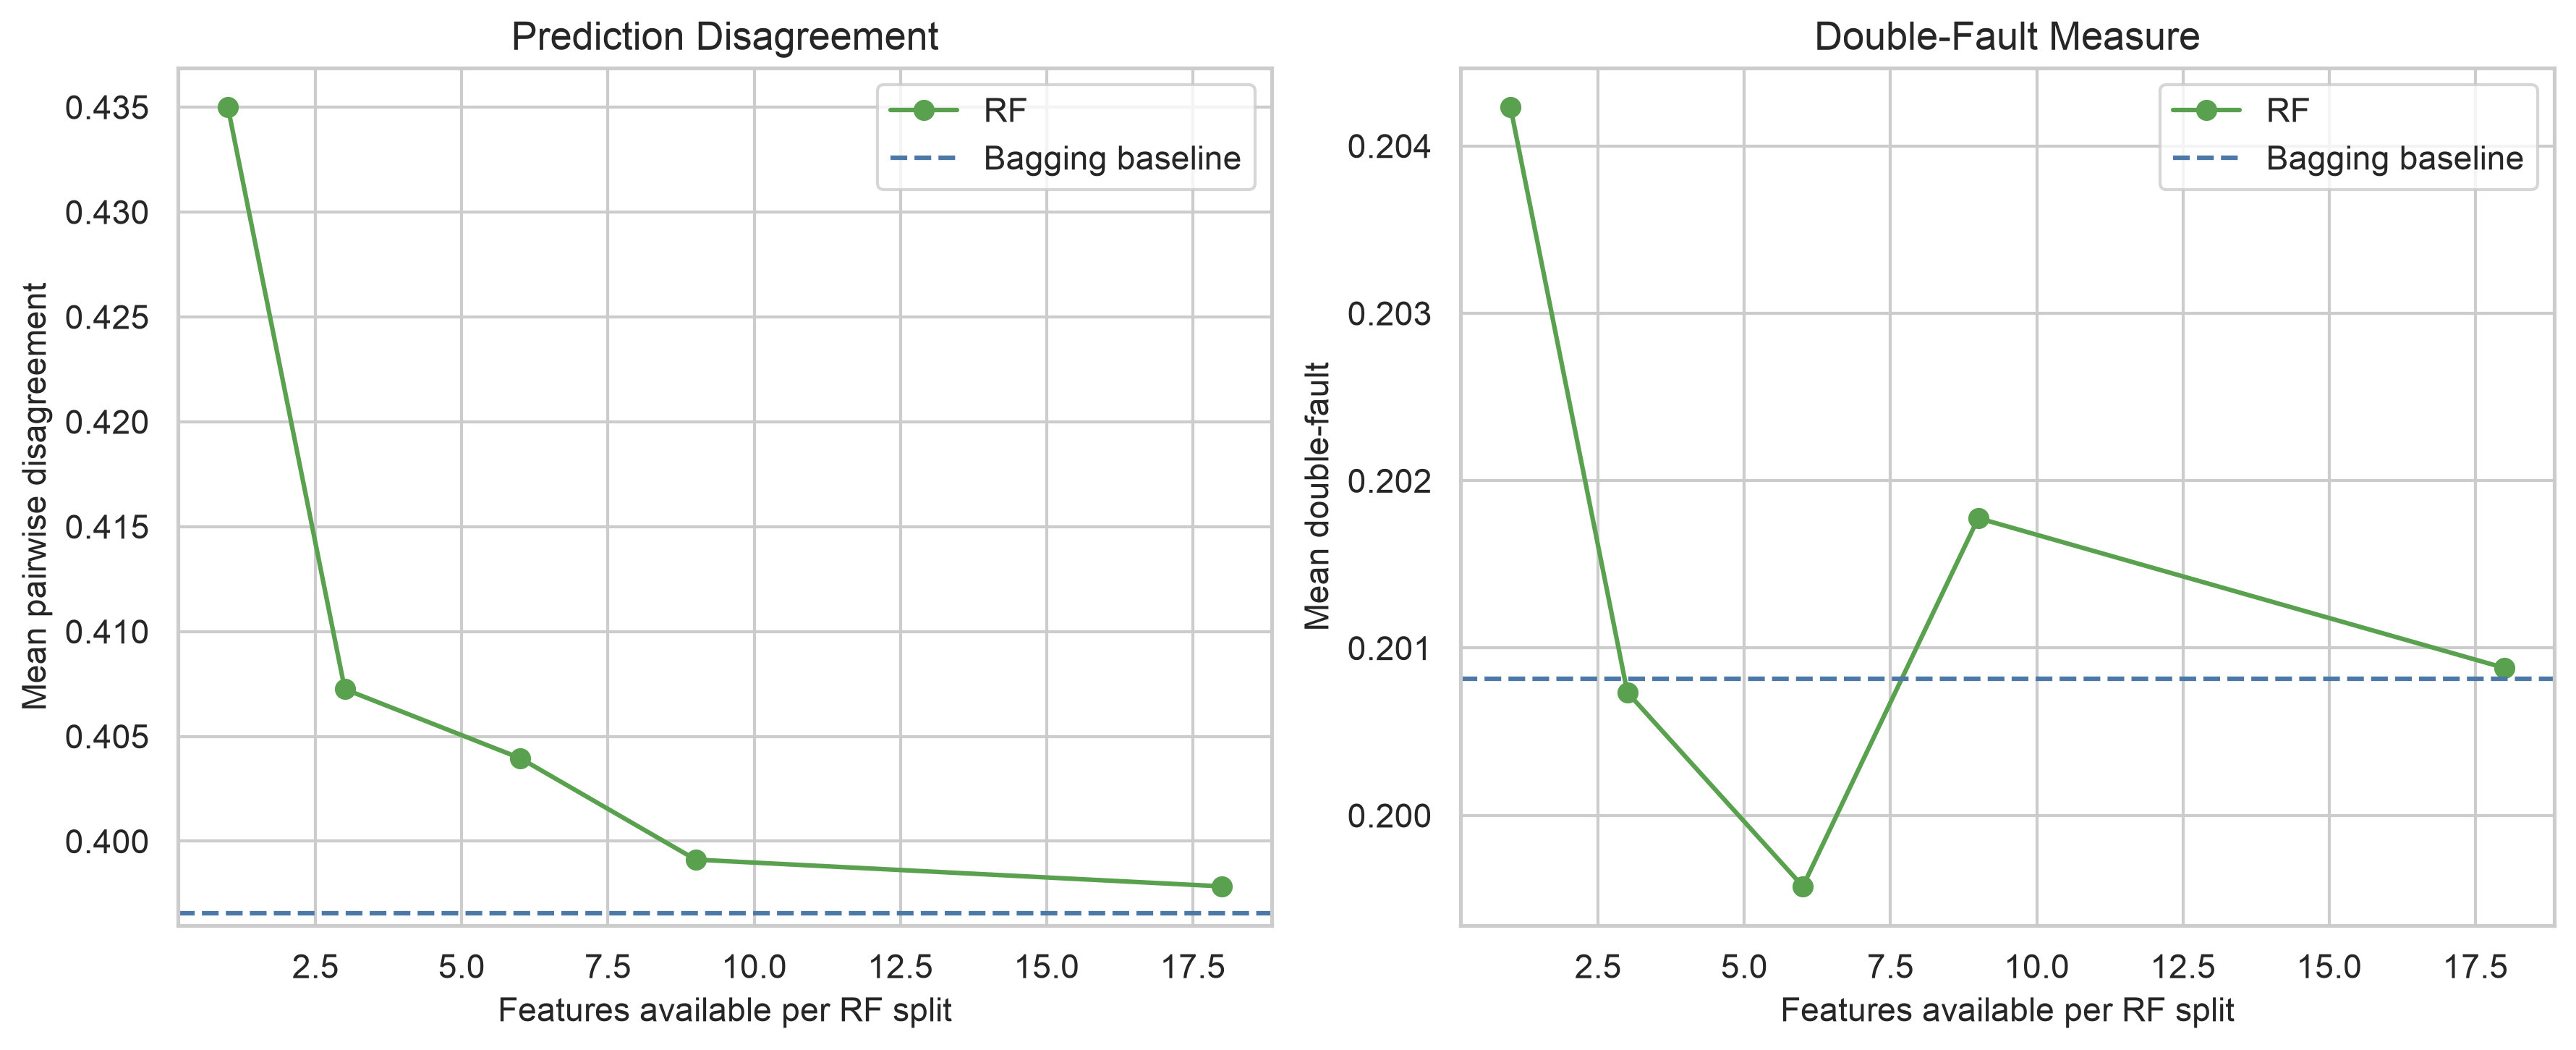 Prediction Disagreement
Mean pairwise disagreement
0.435
0.430
0.425
0.420
0.415
0.410
0.405
0.400
RF
Bagging baseline
2.5 5.0 7.5 10.0 12.5 15.0 17.5
Features available per RF split
Double-Fault Measure
Mean double-fault
0.204
0.203
0.202
0.201
0.200
RF
Bagging baseline
2.5 5.0 7.5 10.0 12.5 15.0 17.5
Features available per RF split